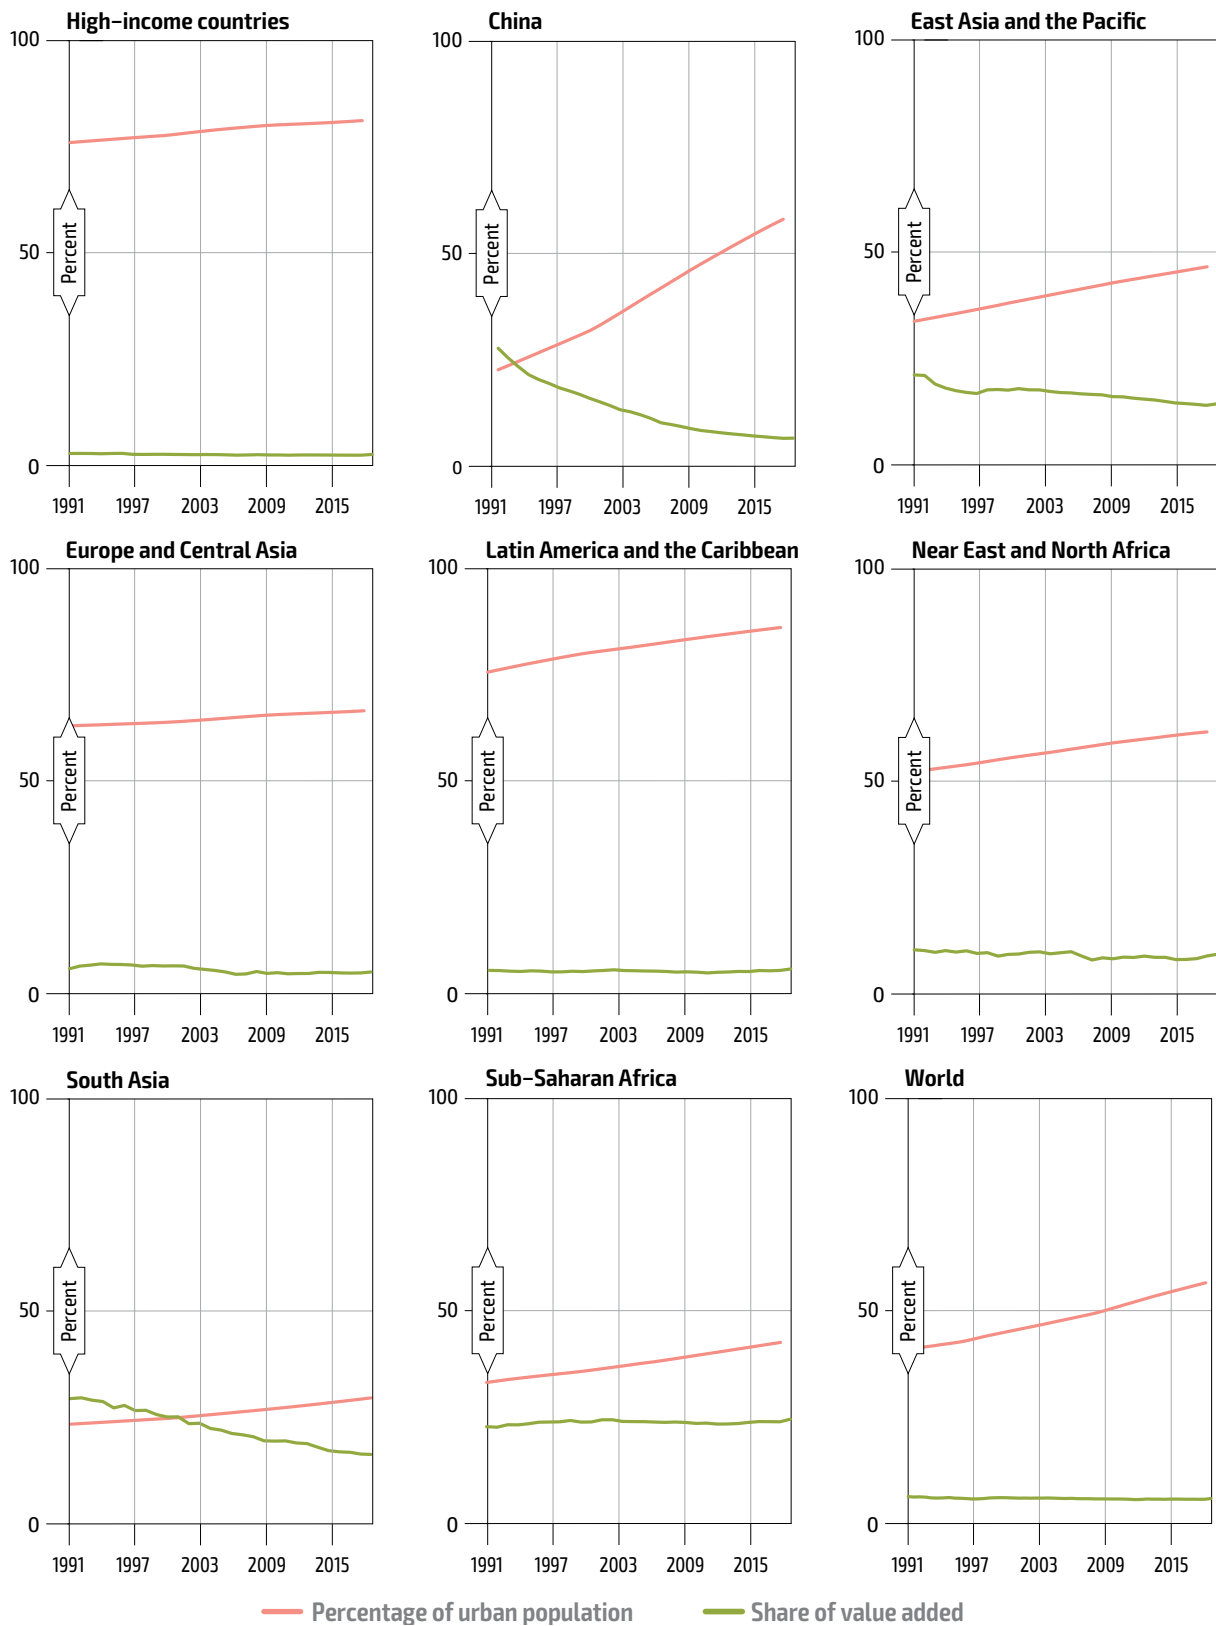 High-income countries
100
50
0
Percent
1991 1997 2003 2009 2015
China
100
50
0
Percent
1991 1997 2003 2009 2015
East Asia and the Pacific
100
50
0
Percent
1991 1997 2003 2009 2015
Europe and Central Asia
100
50
0
Percent
1991 1997 2003 2009 2015
Latin America and the Caribbean
100
50
0
Percent
1991 1997 2003 2009 2015
Near East and North Africa
100
50
0
Percent
1991 1997 2003 2009 2015
South Asia
100
50
0
Percent
1991 1997 2003 2009 2015
Sub-Saharan Africa
100
50
0
Percent
1991 1997 2003 2009 2015
World
100
50
0
Percent
1991 1997 2003 2009 2015
Percentage of urban population
Share of value added